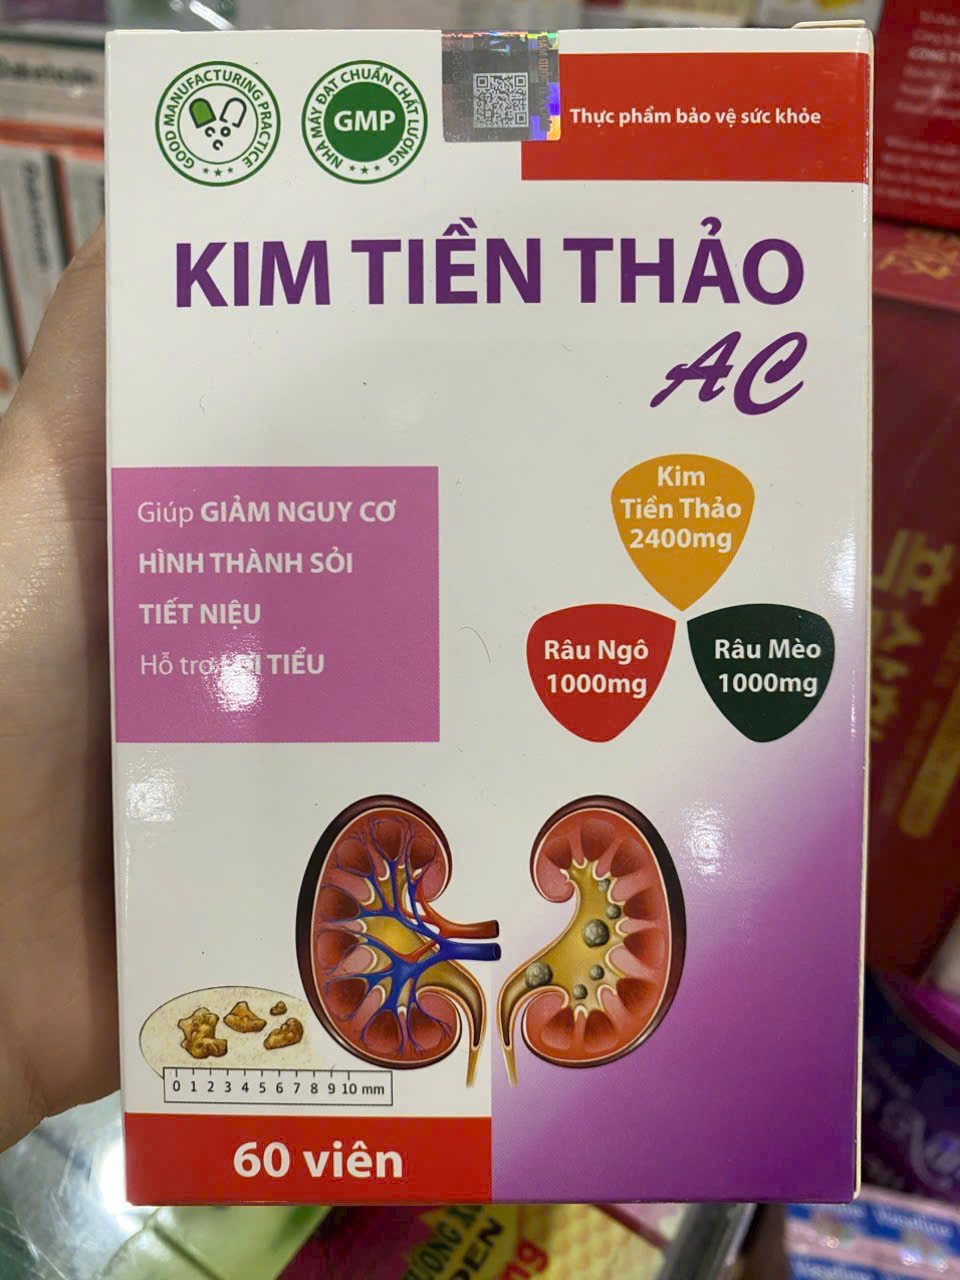 GOOD MANUFACTURING PRACTICE
NHÀ MÁY ĐẠT CHUẨN CHẤT LƯỢNG
GMP
Thực phẩm bảo vệ sức khỏe
KIM TIỀN THẢO
AC
Giúp GIẢM NGUY CƠ
HÌNH THÀNH SỎI
TIẾT NIỆU
Hỗ trợ LỢI TIỂU
Kim
Tiền Thảo
2400mg
Râu Ngô
1000mg
Râu Mèo
1000mg
0 1 2 3 4 5 6 7 8 9 10 mm
60 viên